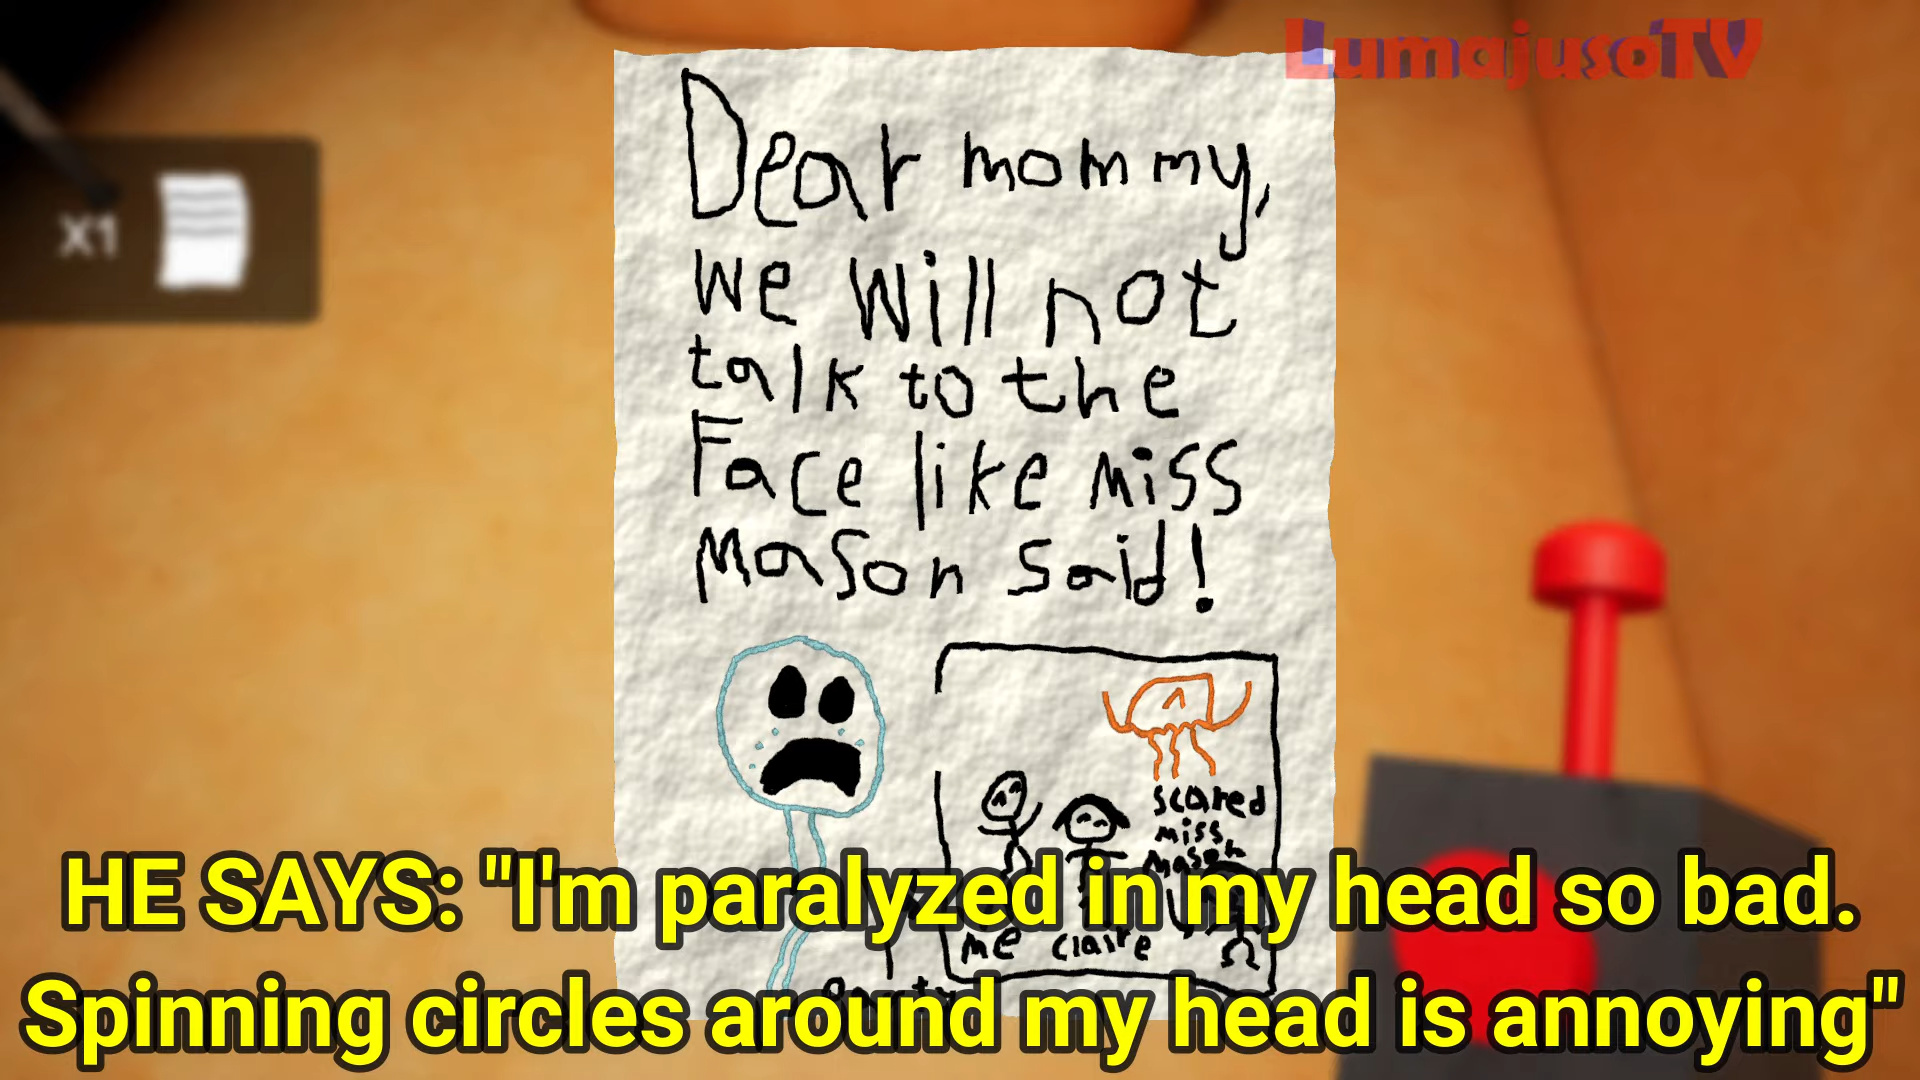 LumajusoTV
X1
Dear mommy,
we will not
talk to the
Face like miss
mason said!
scared
miss
mason
me claire
HE SAYS: "I'm paralyzed in my head so bad.
Spinning circles around my head is annoying"